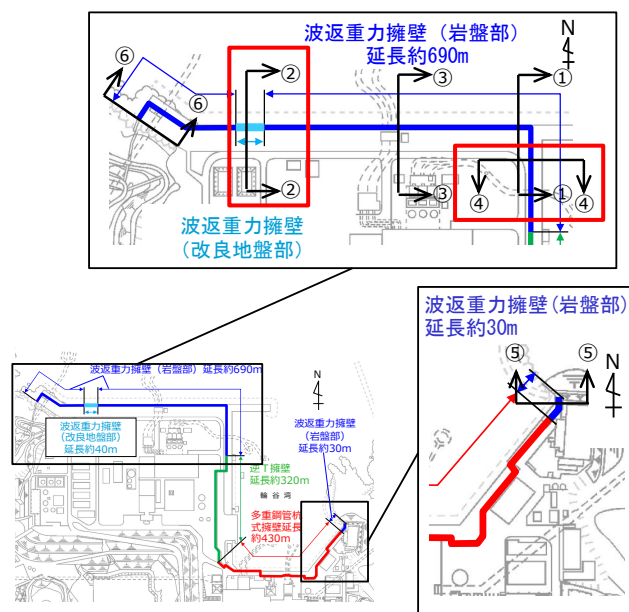 波返重力擁壁（岩盤部）
延長約690m
N
⑥
②
③
①
⑥
②
③
①
④
④
波返重力擁壁
（改良地盤部）
波返重力擁壁(岩盤部)
延長約30m
⑤
⑤
N
波返重力擁壁（岩盤部）延長約690m
N
波返重力擁壁
（改良地盤部）
延長約40m
波返重力擁壁
（岩盤部）
延長約30m
逆Ｔ擁壁
延長約320m
輪谷湾
多重鋼管杭
式擁壁延長
約430m